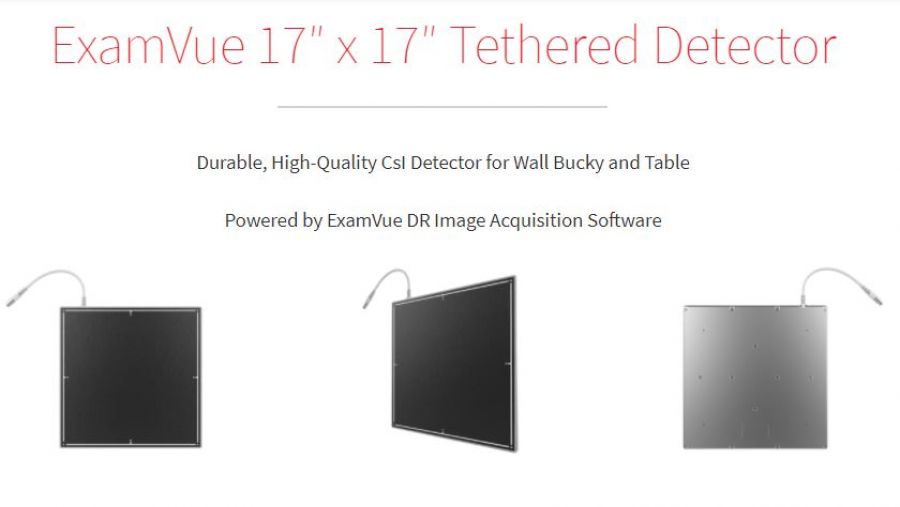 ExamVue 17″ x 17″ Tethered Detector
Durable, High-Quality CsI Detector for Wall Bucky and Table
Powered by ExamVue DR Image Acquisition Software